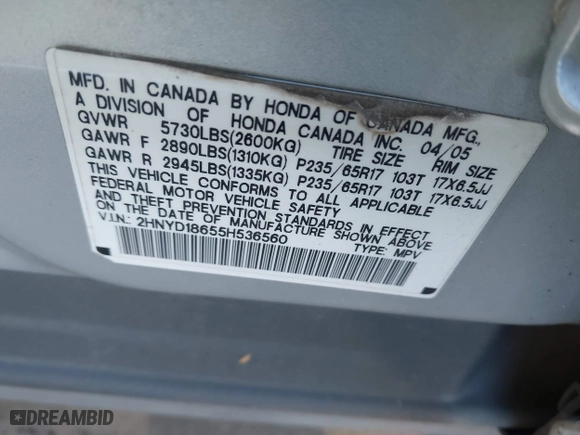 MFD. IN CANADA BY HONDA OF CANADA MFG.,
A DIVISION OF HONDA CANADA INC. 04/05
GVWR 5730LBS(2600KG) TIRE SIZE RIM SIZE
GAWR F 2890LBS(1310KG) P235/65R17 103T 17X6.5JJ
GAWR R 2945LBS(1335KG) P235/65R17 103T 17X6.5JJ
THIS VEHICLE CONFORMS TO ALL APPLICABLE
FEDERAL MOTOR VEHICLE SAFETY
AND THEFT PREVENTION STANDARDS IN EFFECT
ON THE DATE OF MANUFACTURE SHOWN ABOVE.
V.I.N.: 2HNYD18655H536560 TYPE: MPV
DREAMBID